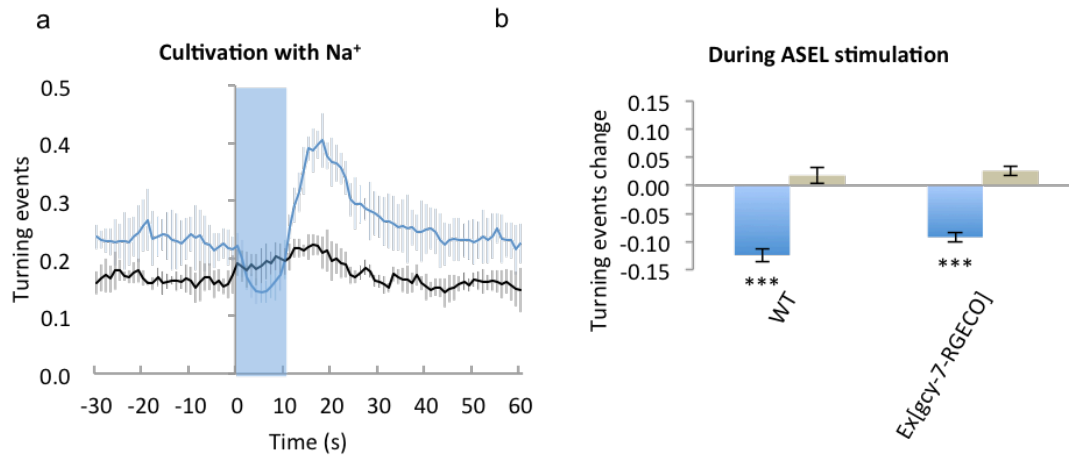 a
Cultivation with Na⁺
Turning events
0.5
0.4
0.3
0.2
0.1
0.0
-30 -20 -10 0 10 20 30 40 50 60
Time (s)
b
During ASEL stimulation
Turning events change
0.15
0.10
0.05
0.00
-0.05
-0.10
-0.15
***
***
WT
Ex[gcy-7-RGECO]